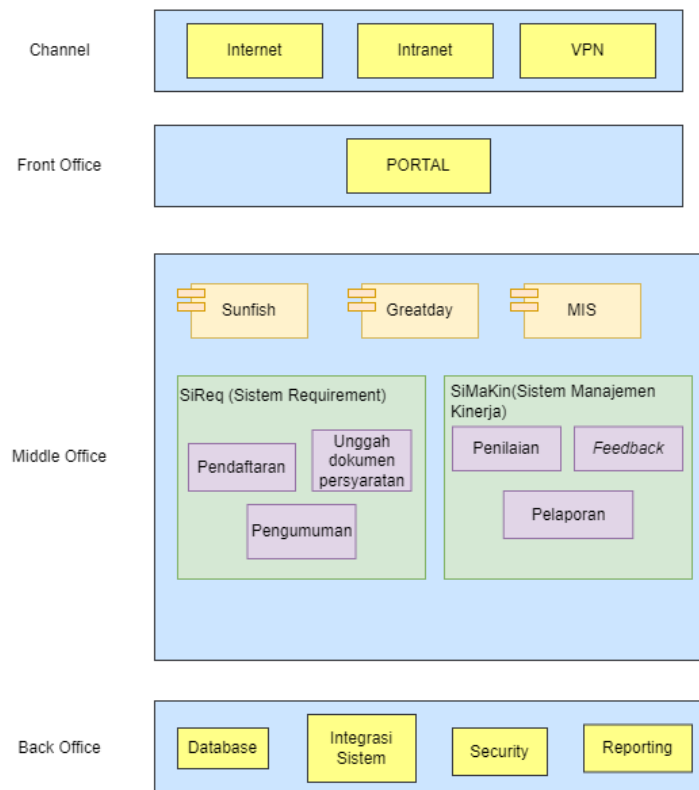 Channel
Internet
Intranet
VPN
Front Office
PORTAL
Middle Office
Sunfish
Greatday
MIS
SiReq (Sistem Requirement)
Pendaftaran
Unggah
dokumen
persyaratan
Pengumuman
SiMaKin(Sistem Manajemen
Kinerja)
Penilaian
Feedback
Pelaporan
Back Office
Database
Integrasi
Sistem
Security
Reporting